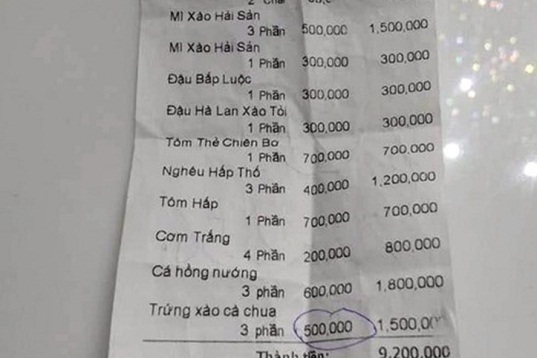 2
Mì Xào Hải Sản
3 Phần 500,000 1,500,000
Mì Xào Hải Sản
1 Phần 300,000 300,000
Đậu Bắp Luộc
1 Phần 300,000 300,000
Đậu Hà Lan Xào Tỏi
1 Phần 300,000 300,000
Tôm Thẻ Chiên Bơ
1 Phần 700,000 700,000
Nghêu Hấp Thố
3 Phần 400,000 1,200,000
Tôm Hấp
1 Phần 700,000 700,000
Cơm Trắng
4 Phần 200,000 800,000
Cá hồng nướng
3 phần 600,000 1,800,000
Trứng xào cà chua
3 phần 500,000 1,500,000
Thành tiền: 9,200,000